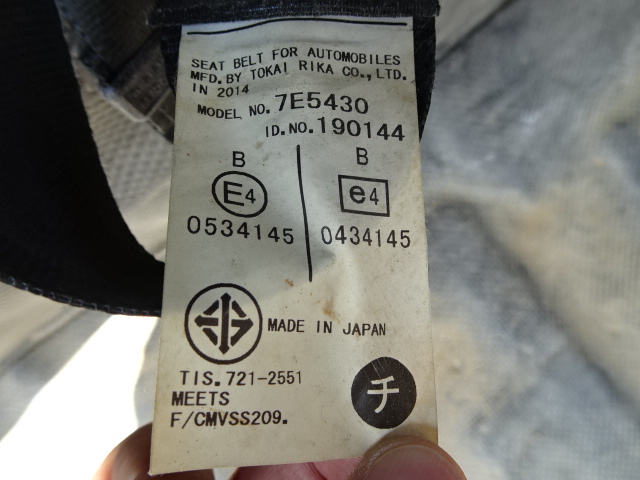 SEAT BELT FOR AUTOMOBILES
MFD. BY TOKAI RIKA CO., LTD.
IN 2014
MODEL NO. 7E5430
ID.NO. 190144
B B
E4 e4
0534145 0434145
MADE IN JAPAN
TIS. 721-2551
MEETS
F/CMVSS209.
チ